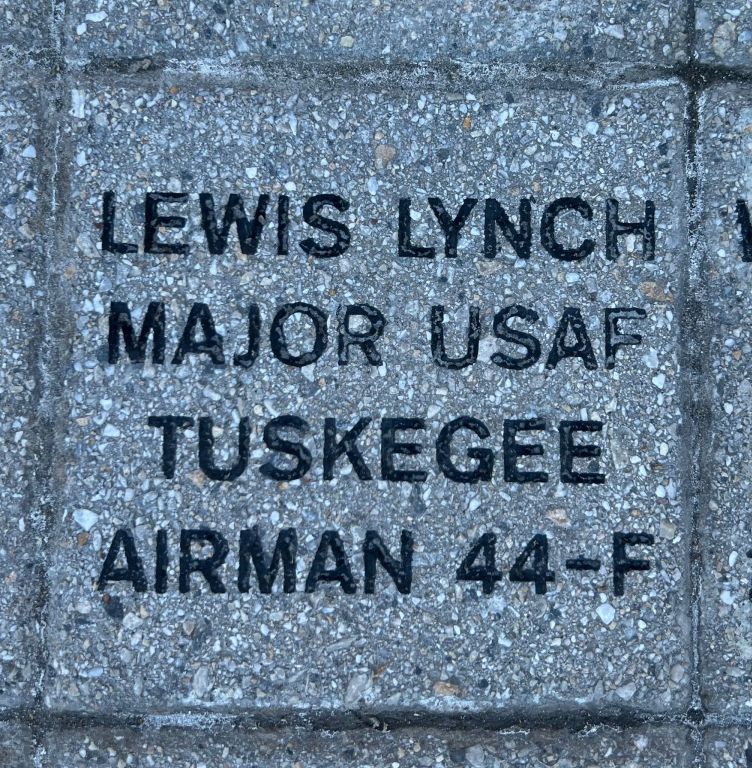 LEWIS LYNCH
MAJOR USAF
TUSKEGEE
AIRMAN 44-F